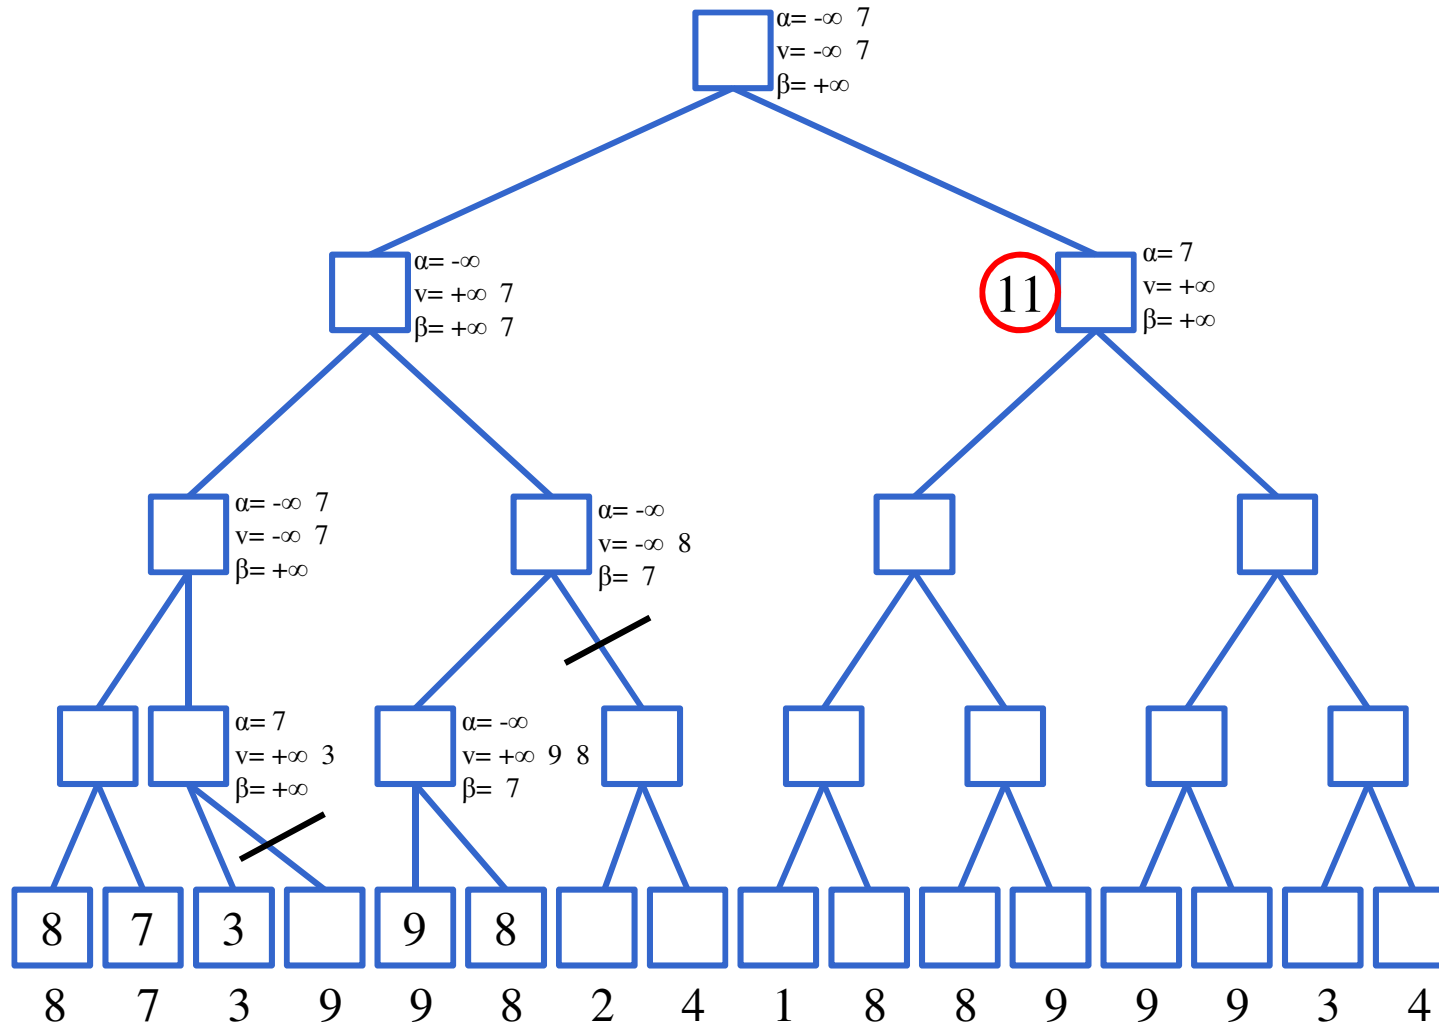 α= -∞ 7
v= -∞ 7
β= +∞
α= -∞
v= +∞ 7
β= +∞ 7
11
α= 7
v= +∞
β= +∞
α= -∞ 7
v= -∞ 7
β= +∞
α= -∞
v= -∞ 8
β= 7
α= 7
v= +∞ 3
β= +∞
α= -∞
v= +∞ 9 8
β= 7
8 7 3 9 8
8 7 3 9 9 8 2 4 1 8 8 9 9 9 3 4